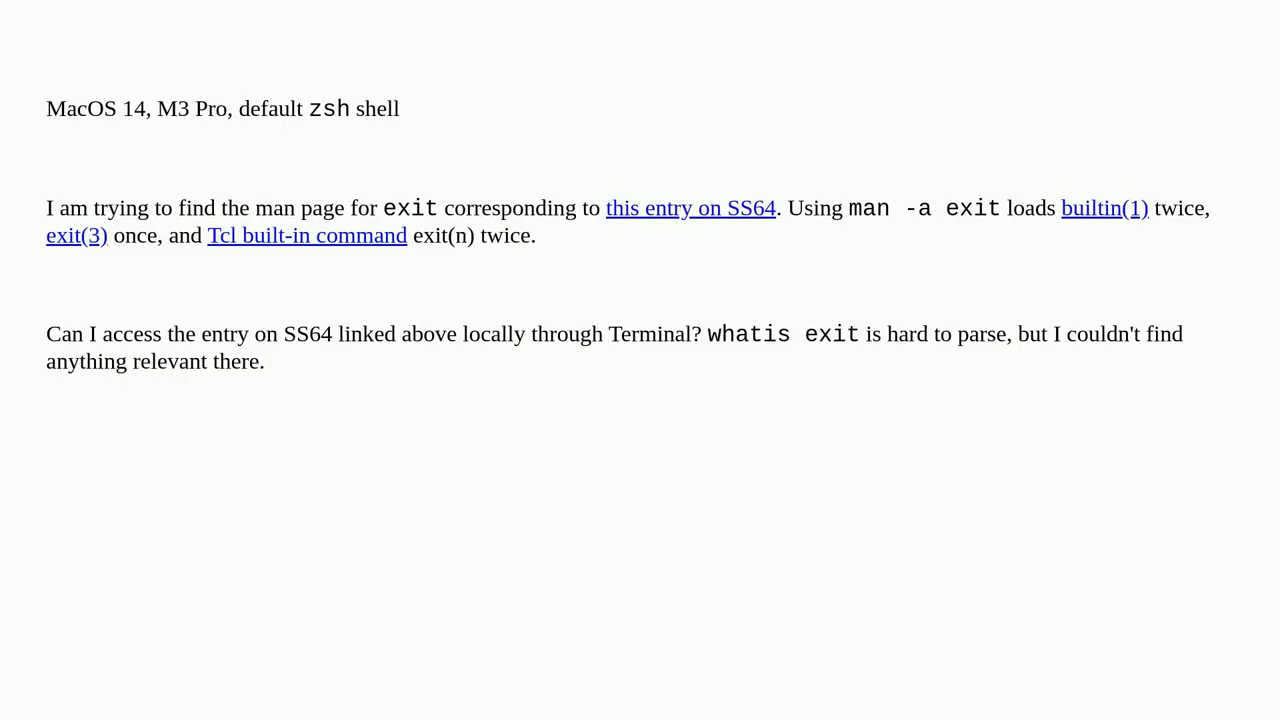 MacOS 14, M3 Pro, default zsh shell
I am trying to find the man page for exit corresponding to this entry on SS64. Using man -a exit loads builtin(1) twice,
exit(3) once, and Tcl built-in command exit(n) twice.
Can I access the entry on SS64 linked above locally through Terminal? whatis exit is hard to parse, but I couldn't find
anything relevant there.